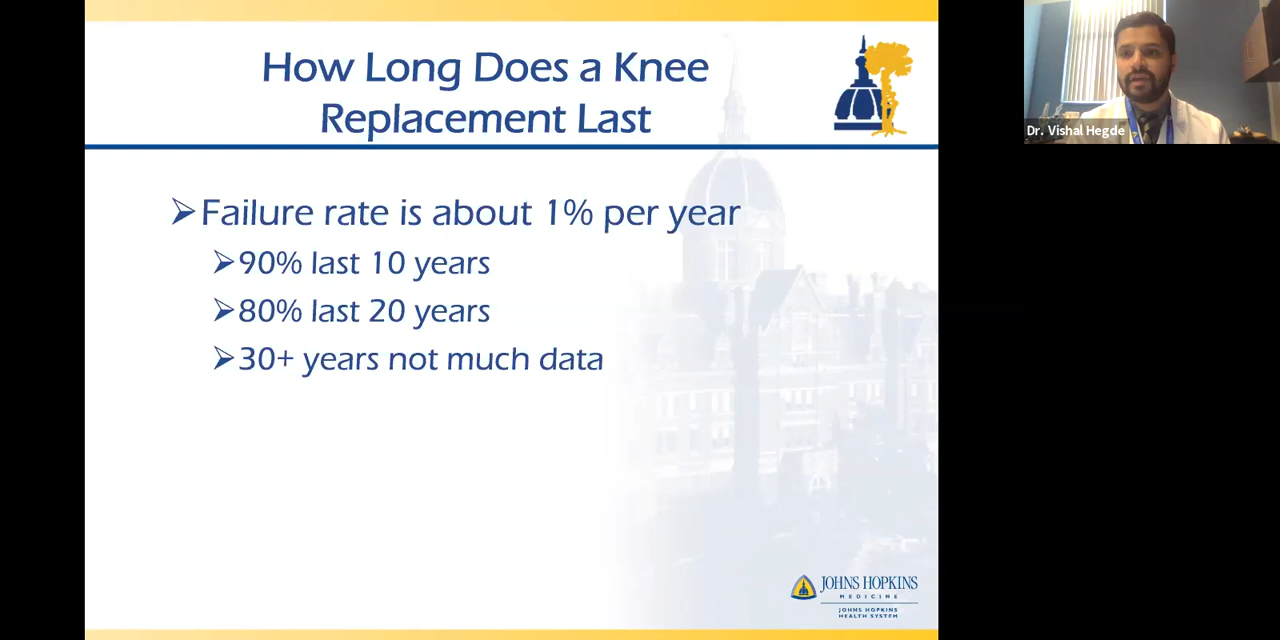 How Long Does a Knee
Replacement Last
➢Failure rate is about 1% per year
➢90% last 10 years
➢80% last 20 years
➢30+ years not much data
Dr. Vishal Hegde
JOHNS HOPKINS
MEDICINE
JOHNS HOPKINS
HEALTH SYSTEM